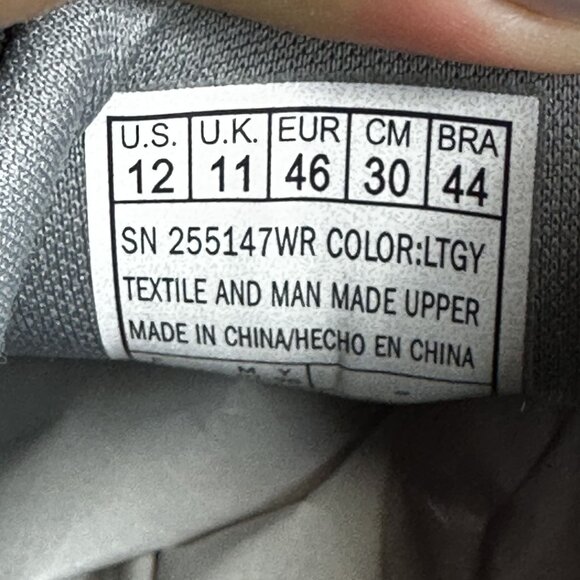 U.S. U.K. EUR CM BRA
12 11 46 30 44
SN 255147WR COLOR:LTGY
TEXTILE AND MAN MADE UPPER
MADE IN CHINA/HECHO EN CHINA